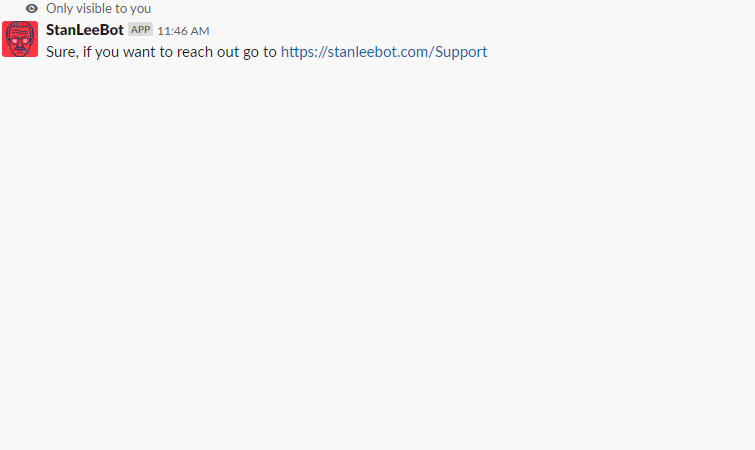 Only visible to you
StanLeeBot APP 11:46 AM
Sure, if you want to reach out go to https://stanleebot.com/Support